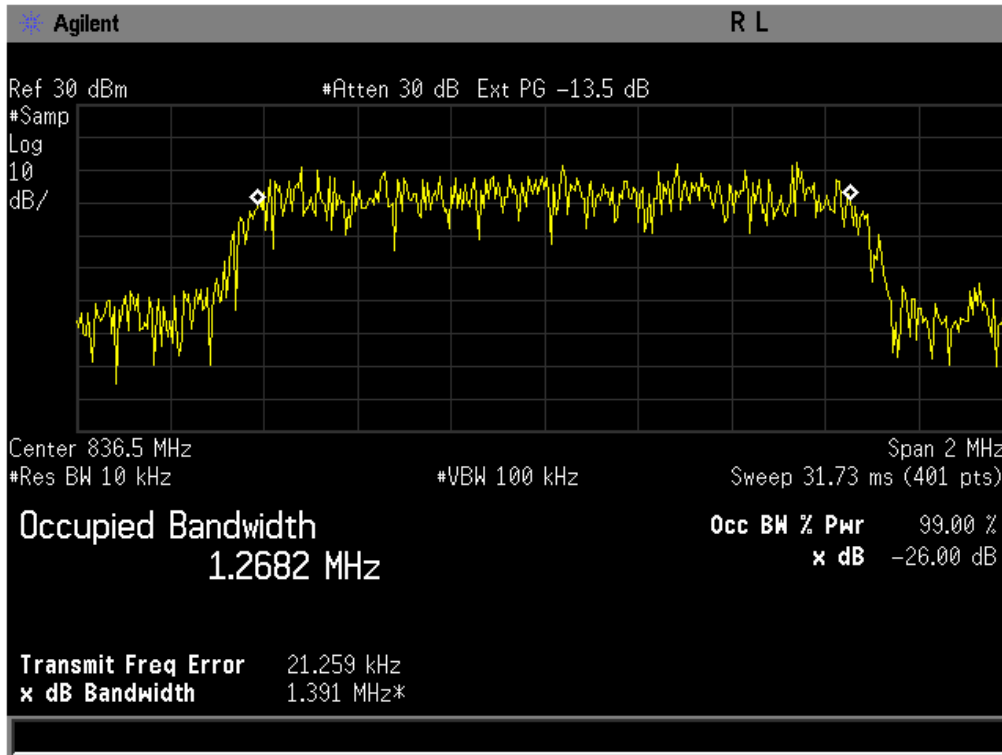 Agilent R L
Ref 30 dBm #Atten 30 dB Ext PG -13.5 dB
#Samp
Log
10
dB/
Center 836.5 MHz Span 2 MHz
#Res BW 10 kHz #VBW 100 kHz Sweep 31.73 ms (401 pts)
Occupied Bandwidth Occ BW % Pwr 99.00 %
1.2682 MHz x dB -26.00 dB
Transmit Freq Error 21.259 kHz
x dB Bandwidth 1.391 MHz*